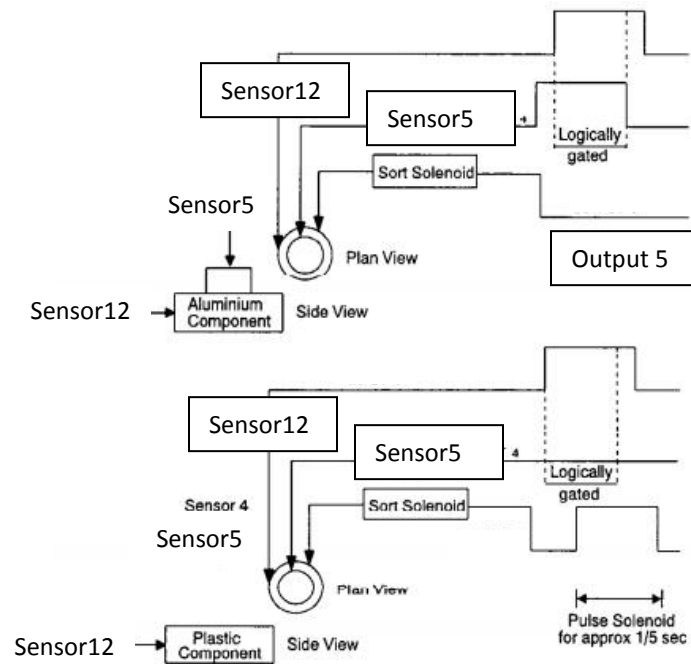 Sensor12
Sensor5
4
Logically
gated
Sort Solenoid
Sensor5
Plan View
Output 5
Sensor12
Aluminium
Component
Side View
Sensor12
Sensor5
4
Logically
gated
Sensor 4
Sort Solenoid
Sensor5
Plan View
Pulse Solenoid
for approx 1/5 sec
Sensor12
Plastic
Component
Side View